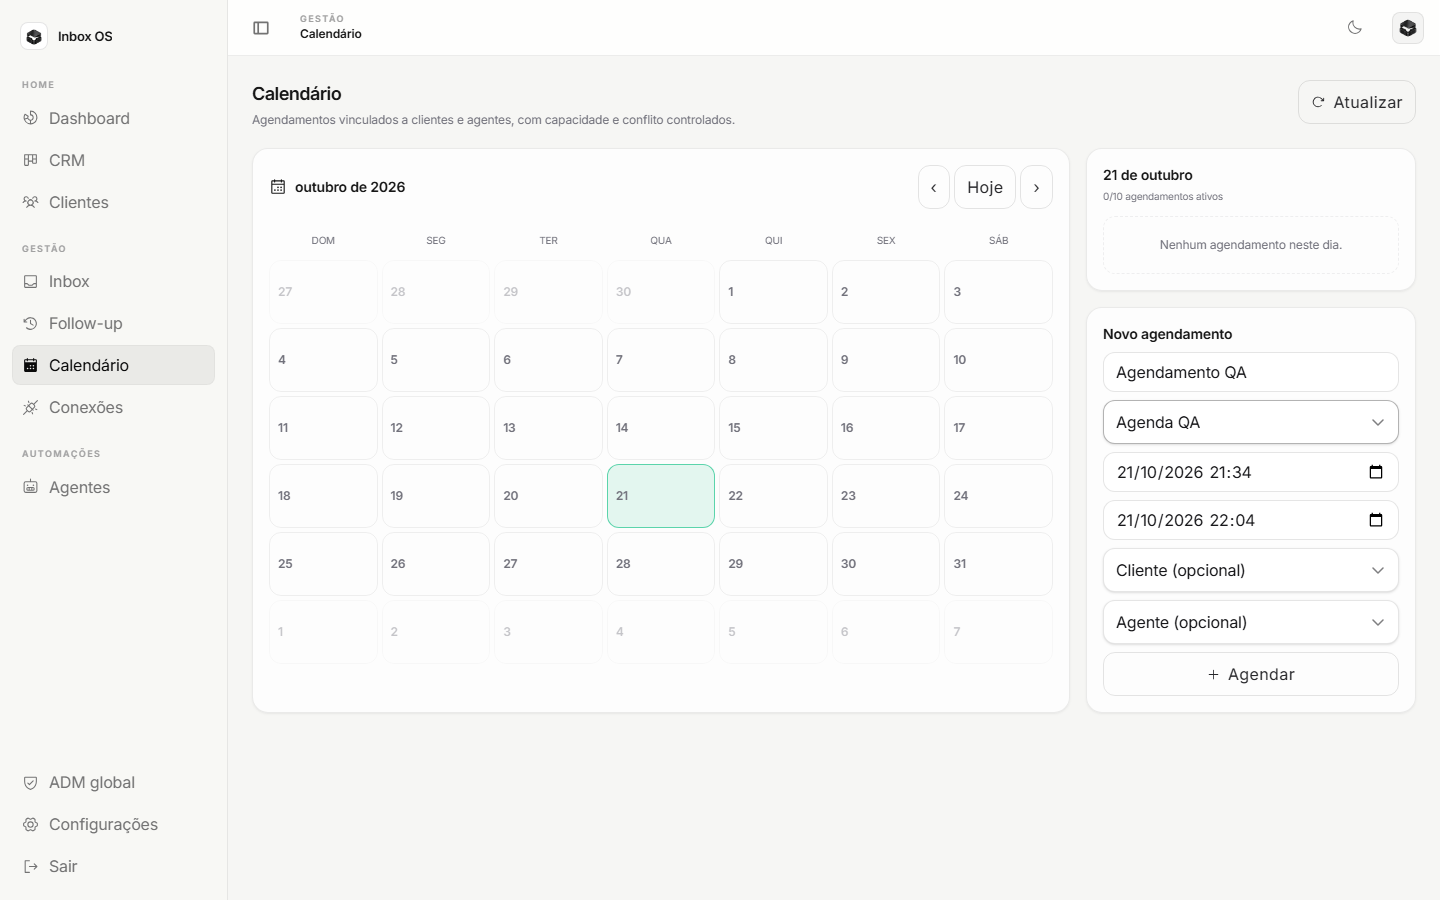 Inbox OS
HOME
Dashboard
CRM
Clientes
GESTÃO
Inbox
Follow-up
Calendário
Conexões
AUTOMAÇÕES
Agentes
ADM global
Configurações
Sair
GESTÃO
Calendário
Calendário
Agendamentos vinculados a clientes e agentes, com capacidade e conflito controlados.
Atualizar
outubro de 2026
‹ Hoje ›
DOM SEG TER QUA QUI SEX SÁB
27 28 29 30 1 2 3
4 5 6 7 8 9 10
11 12 13 14 15 16 17
18 19 20 21 22 23 24
25 26 27 28 29 30 31
1 2 3 4 5 6 7
21 de outubro
0/10 agendamentos ativos
Nenhum agendamento neste dia.
Novo agendamento
Agendamento QA
Agenda QA
21/10/2026 21:34
21/10/2026 22:04
Cliente (opcional)
Agente (opcional)
+ Agendar